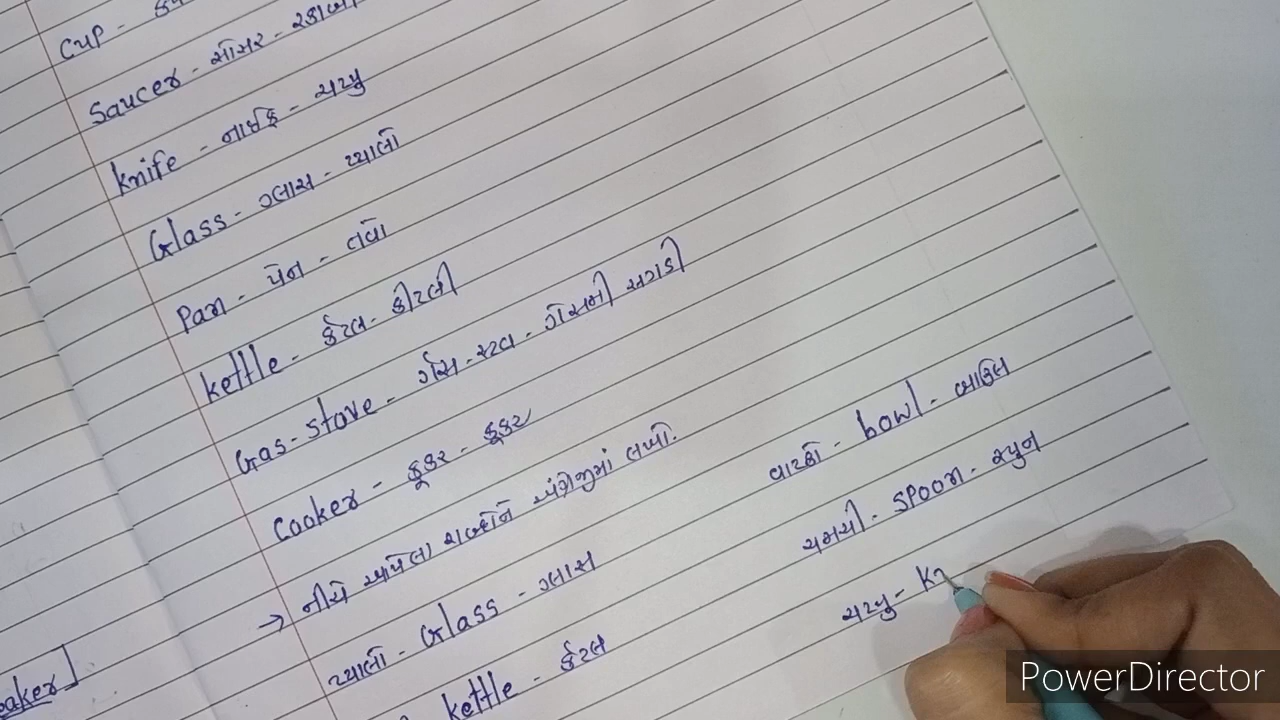 Cup -
Saucer - સોસર - રકાબી
Knife - નાઈફ - ચપ્પુ
Glass - ગ્લાસ - પ્યાલો
Pan - પેન - તવો
Kettle - કેટલ - કીટલી
Gas-stove - ગેસ-સ્ટવ - ગેસની સગડી
Cooker - કૂકર - કૂકર
→ નીચે આપેલા શબ્દોને અંગ્રેજીમાં લખો.
પ્યાલો - Glass - ગ્લાસ
વાટકો - bowl - બાઉલ
kettle - કેટલ
ચમચી - spoon - સ્પુન
ચપ્પુ - Kn
PowerDirector